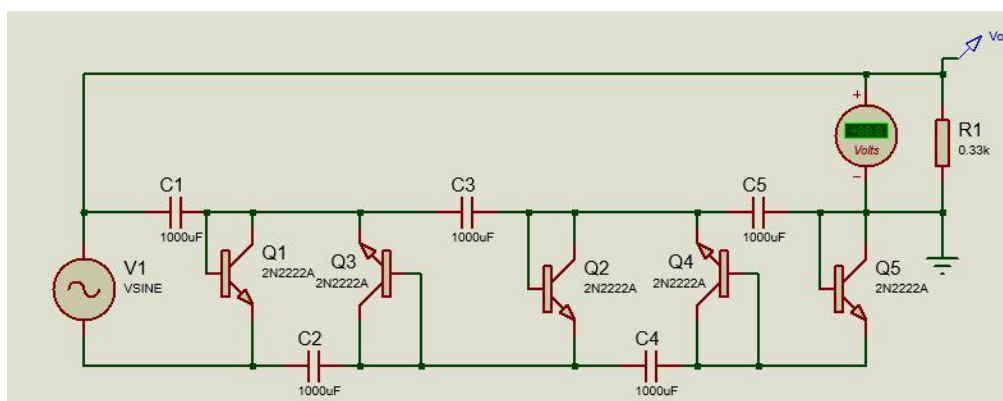 Vo
+
Volts
−
R1
0.33k
C1
1000uF
C3
1000uF
C5
1000uF
V1
VSINE
Q1
2N2222A
Q3
2N2222A
Q2
2N2222A
Q4
2N2222A
Q5
2N2222A
C2
1000uF
C4
1000uF